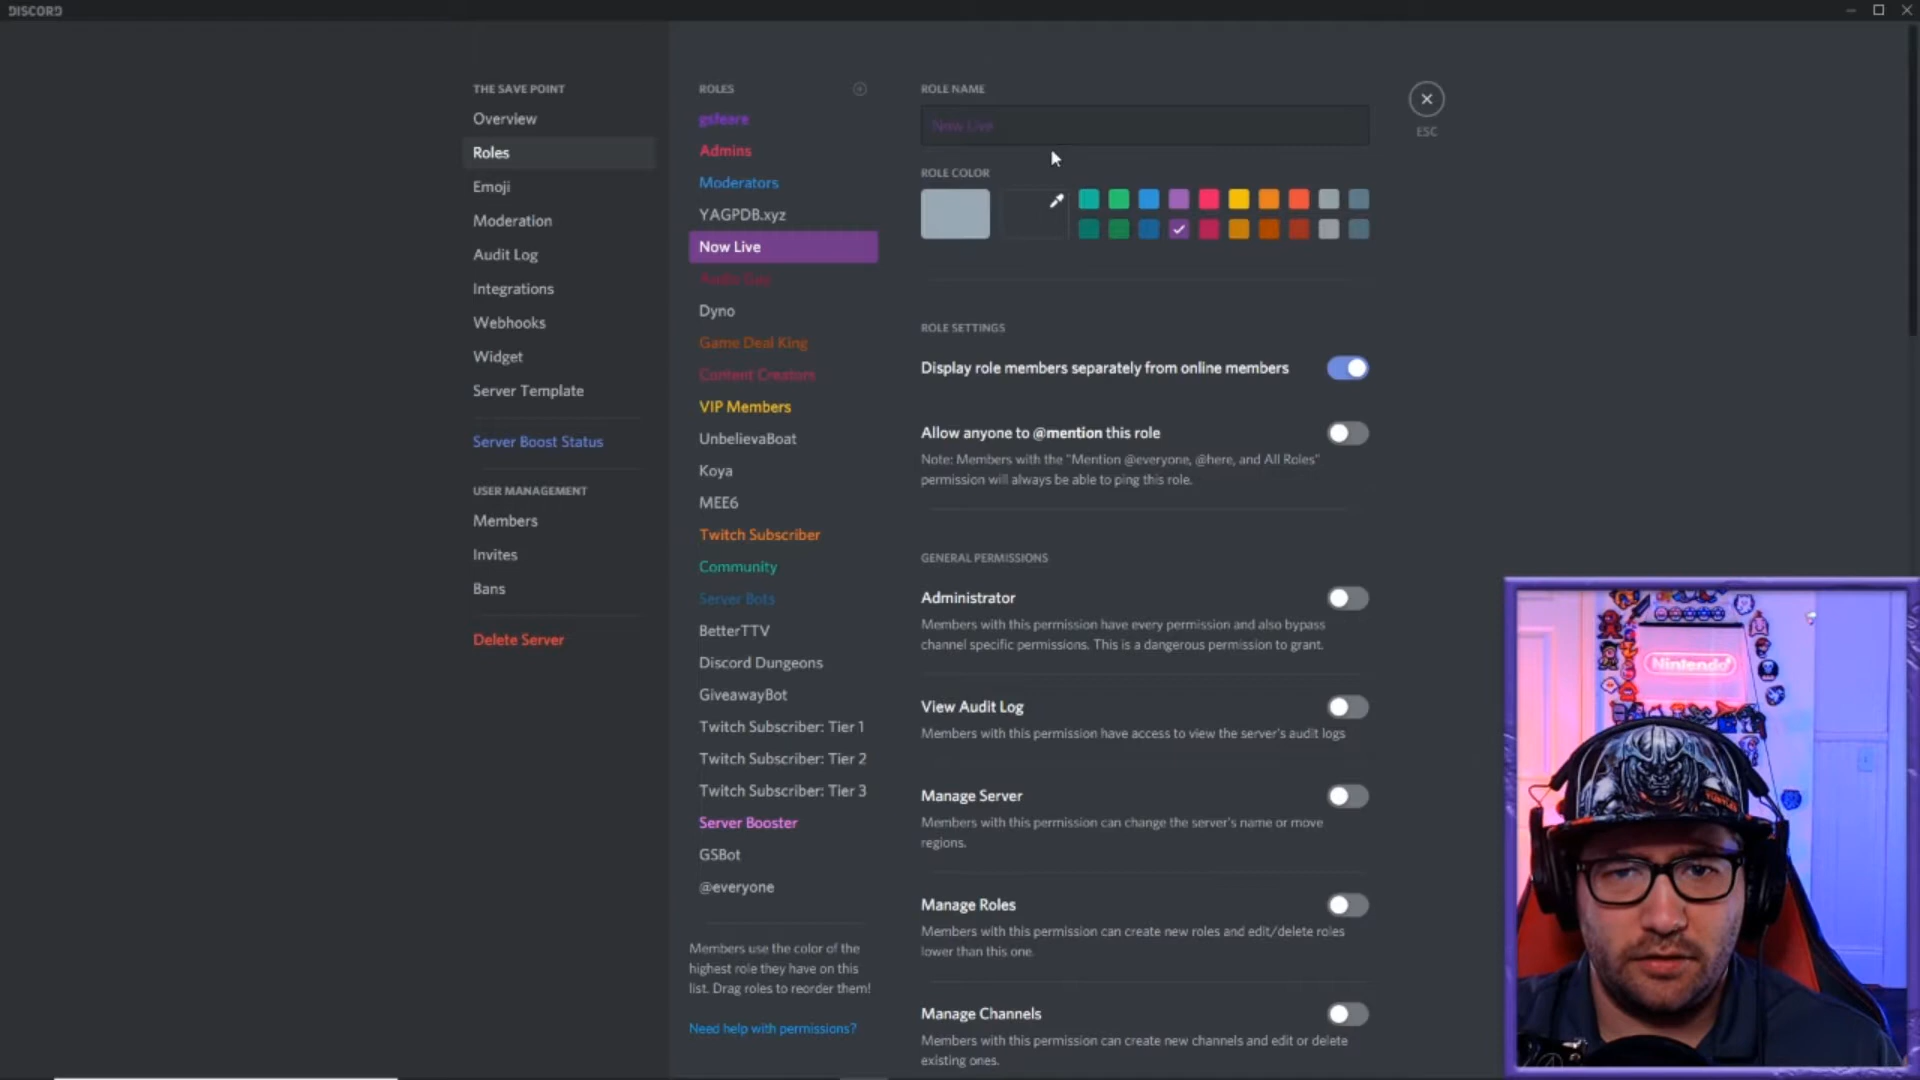 DISCORD
THE SAVE POINT
Overview
Roles
Emoji
Moderation
Audit Log
Integrations
Webhooks
Widget
Server Template
Server Boost Status
USER MANAGEMENT
Members
Invites
Bans
Delete Server
ROLES
gsfeare
Admins
Moderators
YAGPDB.xyz
Now Live
Dyno
Game Deal King
Content Creators
VIP Members
UnbelievaBoat
Koya
MEE6
Twitch Subscriber
Community
Server Bots
BetterTTV
Discord Dungeons
GiveawayBot
Twitch Subscriber: Tier 1
Twitch Subscriber: Tier 2
Twitch Subscriber: Tier 3
Server Booster
GSBot
@everyone
Members use the color of the
highest role they have on this
list. Drag roles to reorder them!
Need help with permissions?
ROLE NAME
Now Live
ESC
ROLE COLOR
ROLE SETTINGS
Display role members separately from online members
Allow anyone to @mention this role
Note: Members with the "Mention @everyone, @here, and All Roles"
permission will always be able to ping this role.
GENERAL PERMISSIONS
Administrator
Members with this permission have every permission and also bypass
channel specific permissions. This is a dangerous permission to grant.
View Audit Log
Members with this permission have access to view the server's audit logs
Manage Server
Members with this permission can change the server's name or move
regions.
Manage Roles
Members with this permission can create new roles and edit/delete roles
lower than this one.
Manage Channels
Members with this permission can create new channels and edit or delete
existing ones.
Nintendo